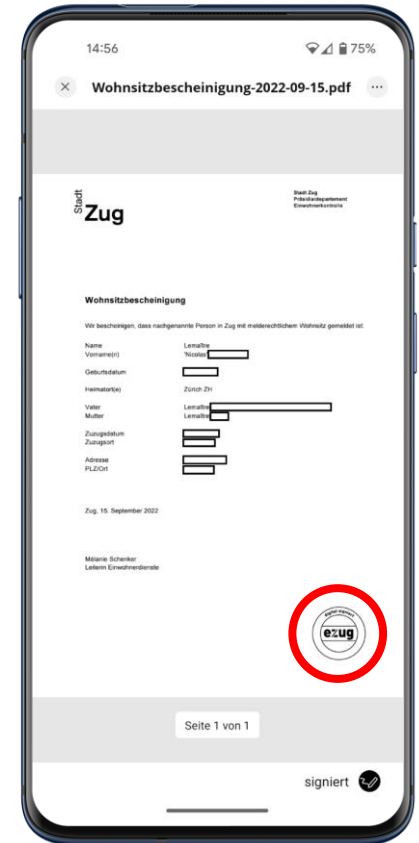 14:56
75%
Wohnsitzbescheinigung-2022-09-15.pdf
Stadt
Zug
Stadt Zug
Präsidialdepartement
Einwohnerkontrolle
Wohnsitzbescheinigung
Wir bescheinigen, dass nachgenannte Person in Zug mit melderechtlichem Wohnsitz gemeldet ist:
Name Lemaître
Vorname(n) 'Nicolas'
Geburtsdatum
Heimatort(e) Zürich ZH
Vater Lemaître
Mutter Lemaître
Zuzugsdatum
Zuzugsort
Adresse
PLZ/Ort
Zug, 15. September 2022
Mélanie Schenker
Leiterin Einwohnerdienste
digital signiert
ezug
Seite 1 von 1
signiert